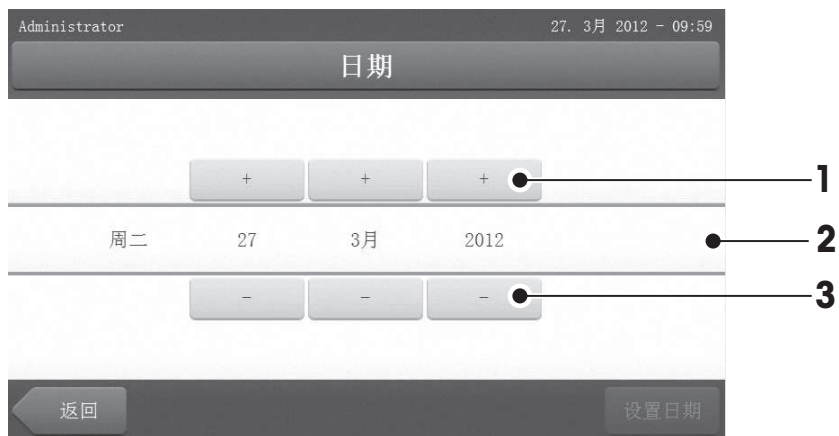 Administrator 27. 3月 2012 - 09:59
日期
+ + + 1
周二 27 3月 2012 2
- - - 3
返回 设置日期